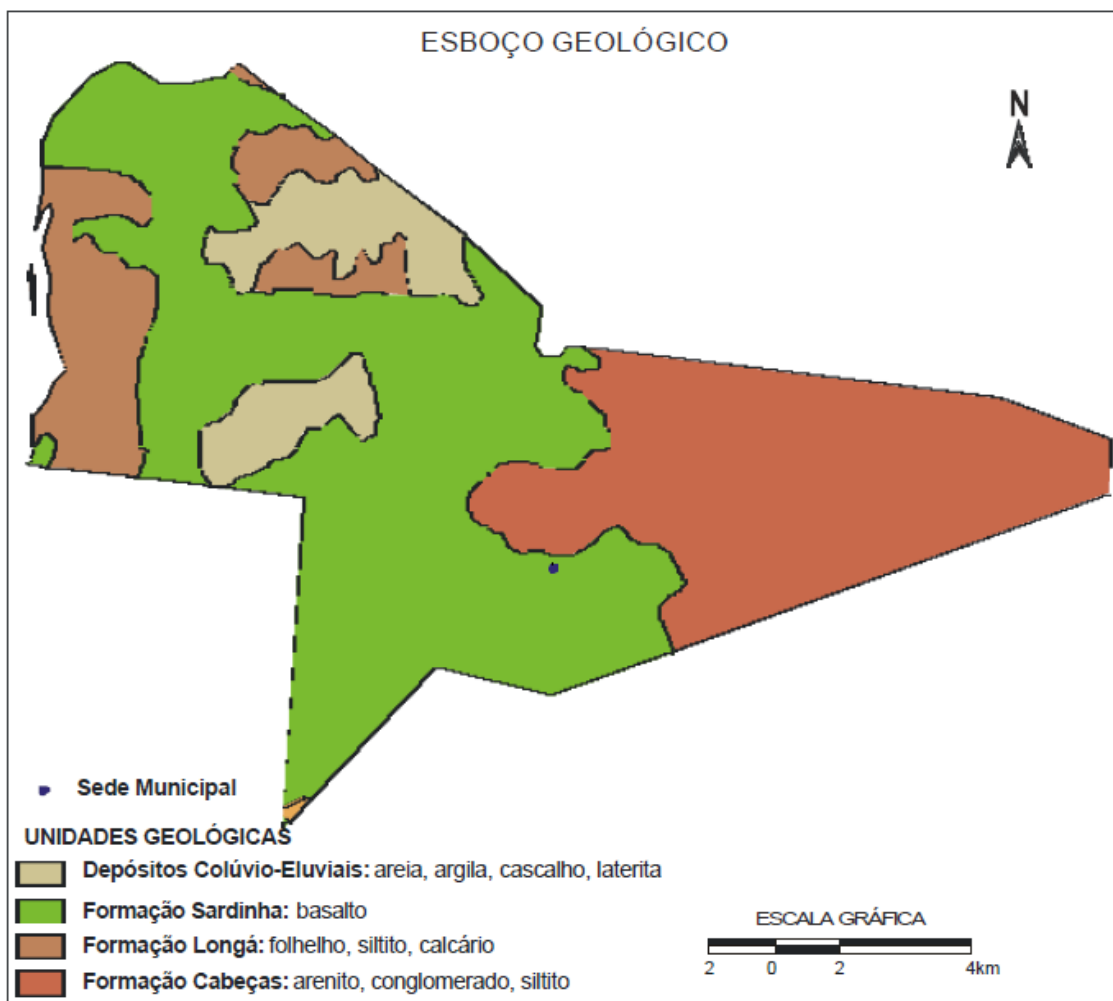 ESBOÇO GEOLÓGICO
N
Sede Municipal
UNIDADES GEOLÓGICAS
Depósitos Colúvio-Eluviais: areia, argila, cascalho, laterita
Formação Sardinha: basalto
Formação Longá: folhelho, siltito, calcário
Formação Cabeças: arenito, conglomerado, siltito
ESCALA GRÁFICA
2 0 2 4km